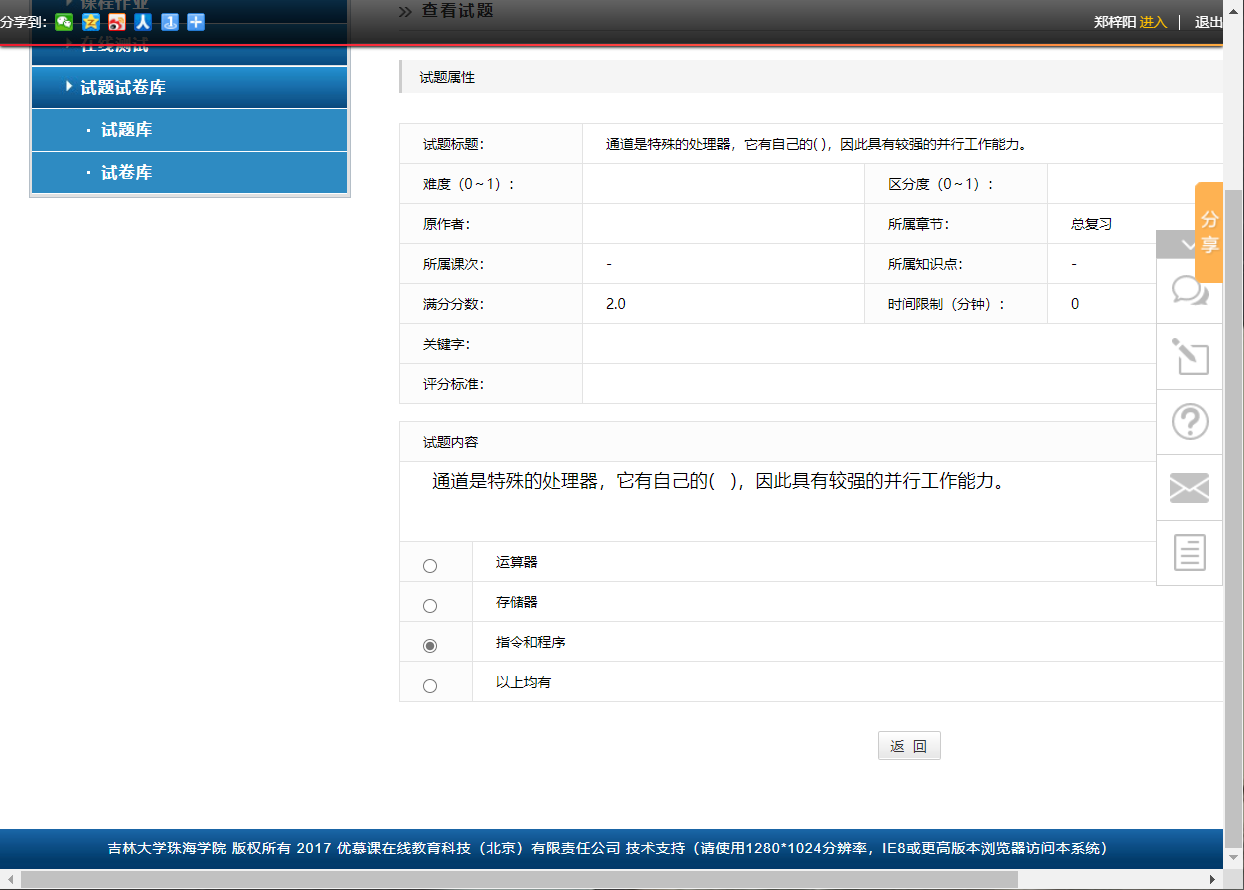 课程作业
查看试题
分享到:
郑梓阳 进入 | 退出
在线测试
试题试卷库
· 试题库
· 试卷库
试题属性
试题标题: 通道是特殊的处理器，它有自己的( )，因此具有较强的并行工作能力。
难度（0~1）: 区分度（0~1）:
原作者: 所属章节: 总复习
所属课次: - 所属知识点: -
满分分数: 2.0 时间限制（分钟）: 0
关键字:
评分标准:
分享
试题内容
通道是特殊的处理器，它有自己的( )，因此具有较强的并行工作能力。
运算器
存储器
指令和程序
以上均有
返 回
吉林大学珠海学院 版权所有 2017 优慕课在线教育科技（北京）有限责任公司 技术支持（请使用1280*1024分辨率，IE8或更高版本浏览器访问本系统）